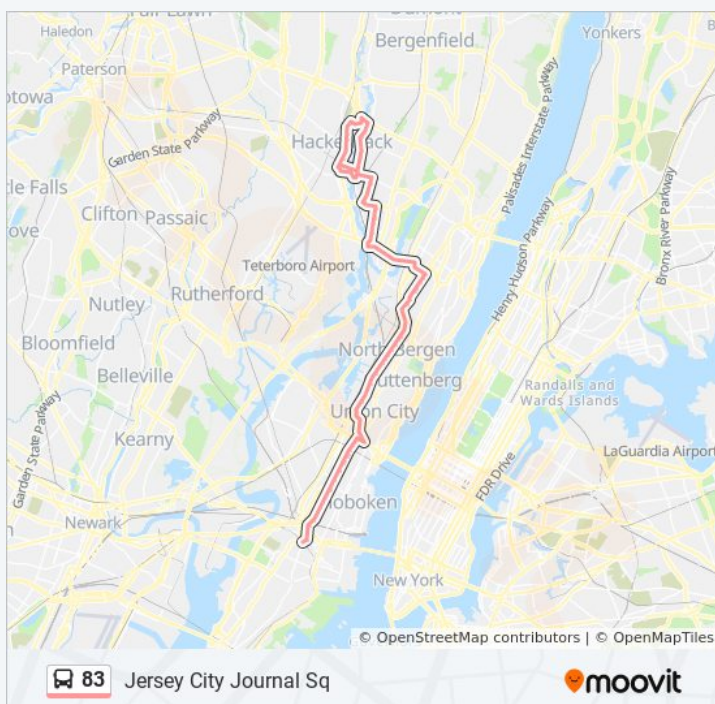 Fair Lawn
Dumont
Haledon
Bergenfield
Yonkers
Paterson
Totowa
Garden State Parkway
Hackensack
Palisades Interstate Parkway
Little Falls
Clifton
Passaic
Henry Hudson Parkway
Bronx River Parkway
Teterboro Airport
Nutley
Rutherford
Bloomfield
North Bergen
Belleville
Guttenberg
Randalls and
Wards Islands
Union City
Garden State Parkway
Kearny
FDR Drive
LaGuardia Airport
Hoboken
Newark
New York
© OpenStreetMap contributors | © OpenMapTiles
83 Jersey City Journal Sq
moovit